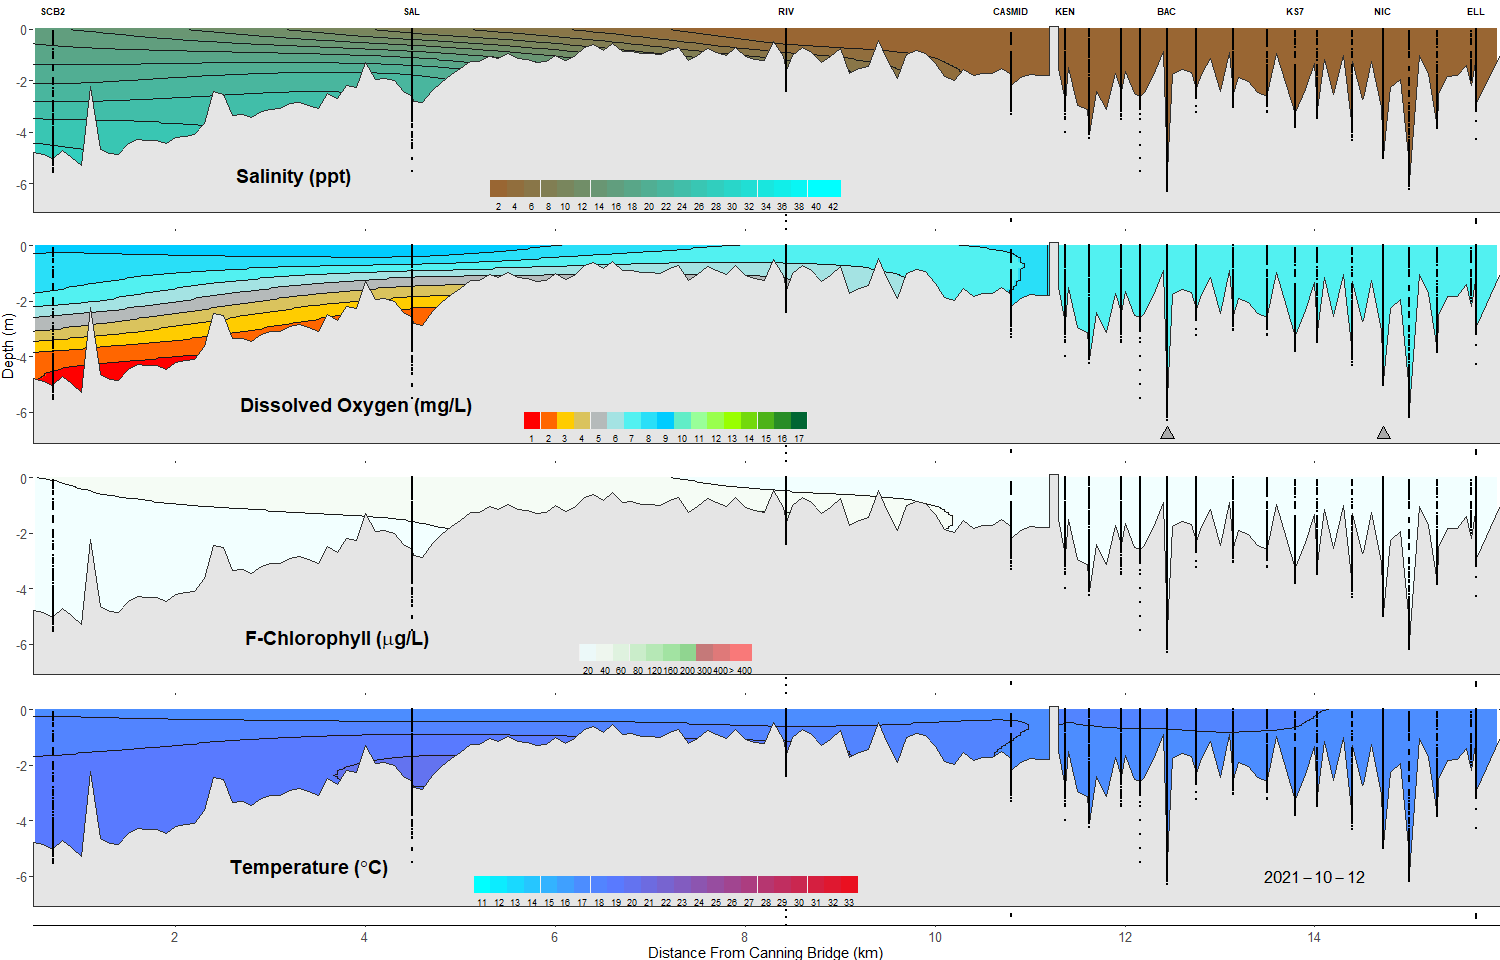 SCB2 SAL RIV CASMID KEN BAC KS7 NIC ELL
0
-2
-4
-6
Salinity (ppt)
2 4 6 8 10 12 14 16 18 20 22 24 26 28 30 32 34 36 38 40 42
0
-2
-4
-6
Depth (m)
Dissolved Oxygen (mg/L)
1 2 3 4 5 6 7 8 9 10 11 12 13 14 15 16 17
0
-2
-4
-6
F-Chlorophyll (µg/L)
20 40 60 80 120 160 200 300 400 > 400
0
-2
-4
-6
Temperature (°C)
2021-10-12
11 12 13 14 15 16 17 18 19 20 21 22 23 24 25 26 27 28 29 30 31 32 33
2 4 6 8 10 12 14
Distance From Canning Bridge (km)